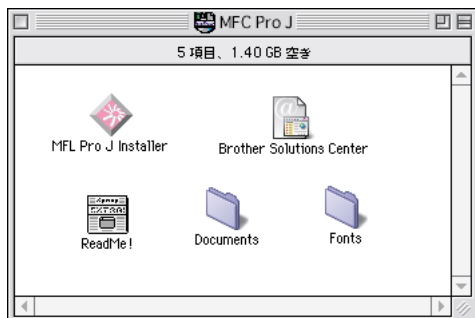 MFC Pro J
5 項目、1.40 GB 空き
MFL Pro J Installer
Brother Solutions Center
ReadMe!
Documents
Fonts